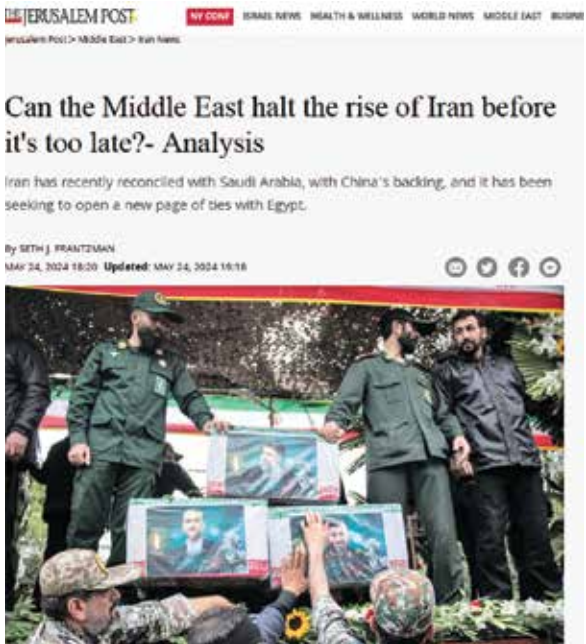 THE JERUSALEM POST
NY CONF ISRAEL NEWS HEALTH & WELLNESS WORLD NEWS MIDDLE EAST
Jerusalem Post > Middle East > Iran News
Can the Middle East halt the rise of Iran before
it's too late?- Analysis
Iran has recently reconciled with Saudi Arabia, with China's backing, and it has been
seeking to open a new page of ties with Egypt.
By SETH J. FRANTZMAN
MAY 24, 2024 18:20 Updated: MAY 24, 2024 19:18